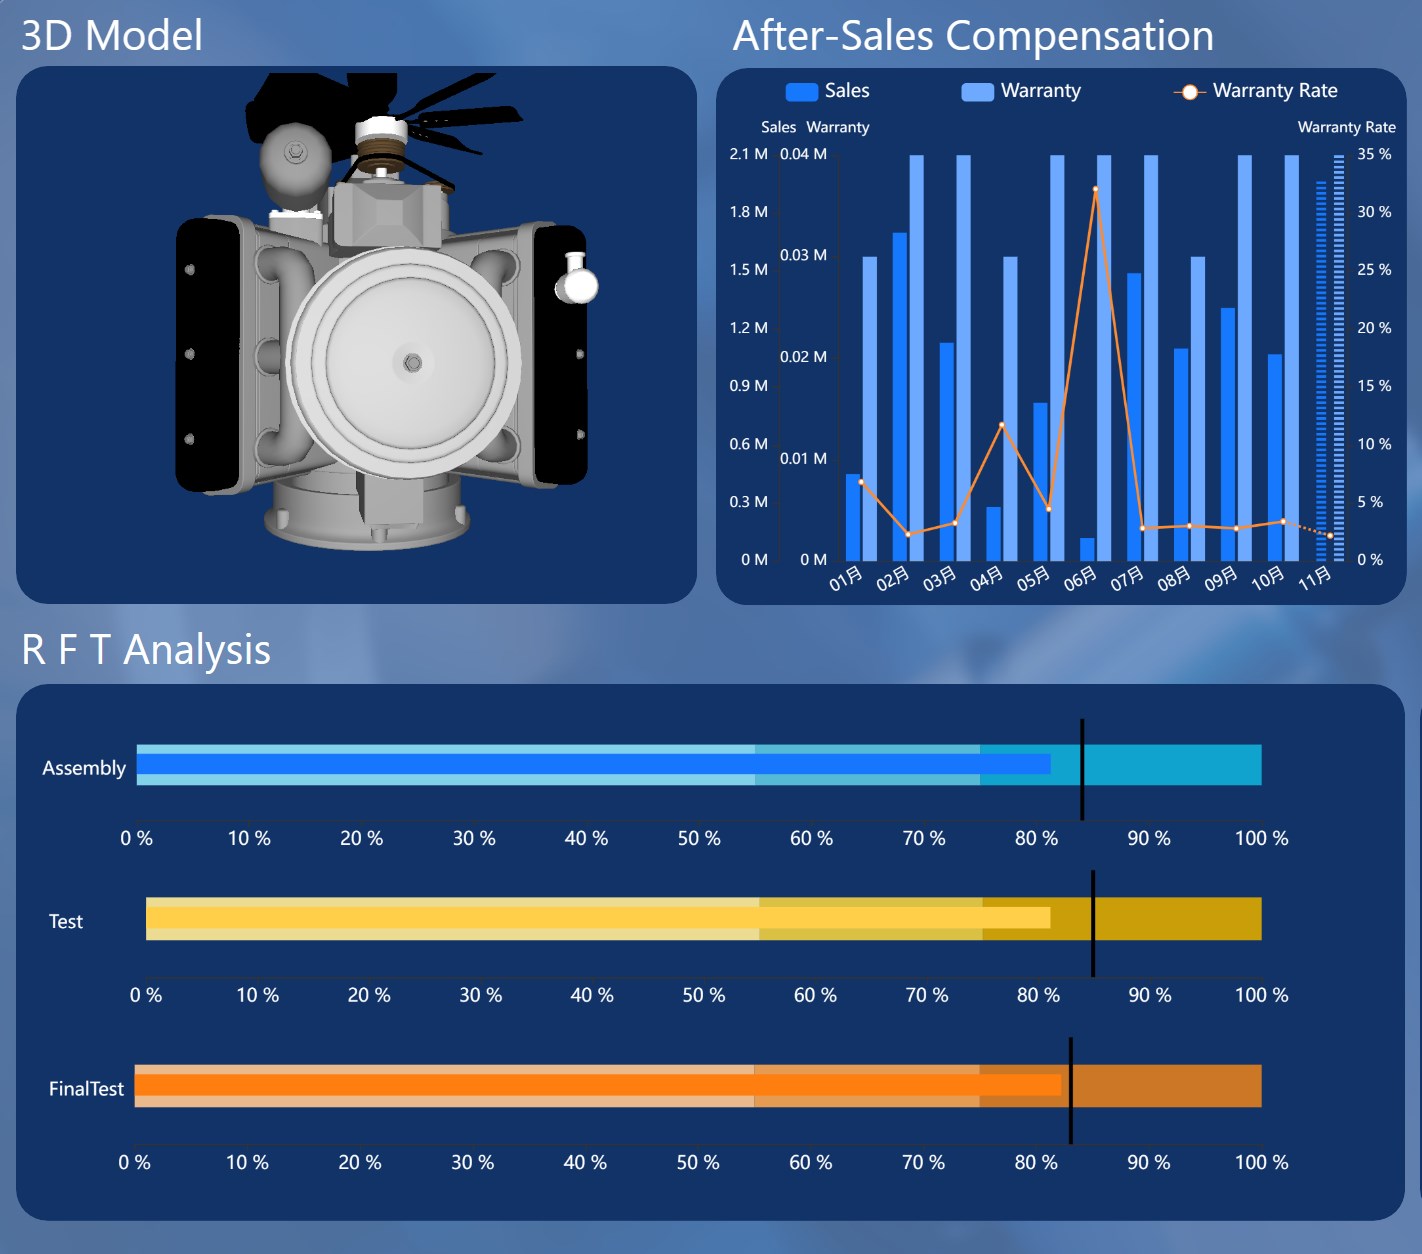 3D Model
After-Sales Compensation
Sales
Warranty
Warranty Rate
Sales Warranty
Warranty Rate
2.1 M 0.04 M 35 %
1.8 M 30 %
1.5 M 0.03 M 25 %
1.2 M 20 %
0.02 M
0.9 M 15 %
0.6 M 10 %
0.01 M
0.3 M 5 %
0 M 0 M 0 %
01月 02月 03月 04月 05月 06月 07月 08月 09月 10月 11月
R F T Analysis
Assembly
0 % 10 % 20 % 30 % 40 % 50 % 60 % 70 % 80 % 90 % 100 %
Test
0 % 10 % 20 % 30 % 40 % 50 % 60 % 70 % 80 % 90 % 100 %
FinalTest
0 % 10 % 20 % 30 % 40 % 50 % 60 % 70 % 80 % 90 % 100 %